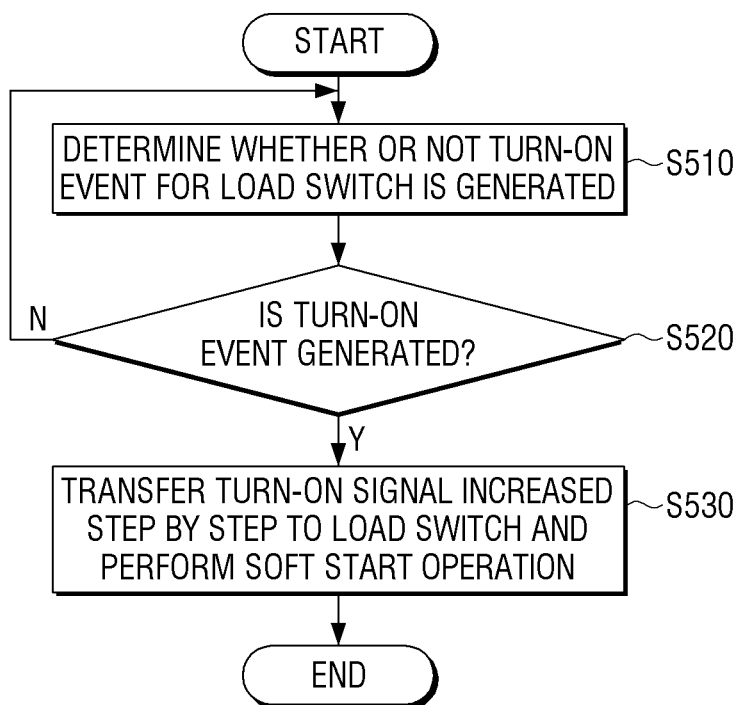 START
DETERMINE WHETHER OR NOT TURN-ON
EVENT FOR LOAD SWITCH IS GENERATED
S510
IS TURN-ON
EVENT GENERATED?
S520
N
Y
TRANSFER TURN-ON SIGNAL INCREASED
STEP BY STEP TO LOAD SWITCH AND
PERFORM SOFT START OPERATION
S530
END